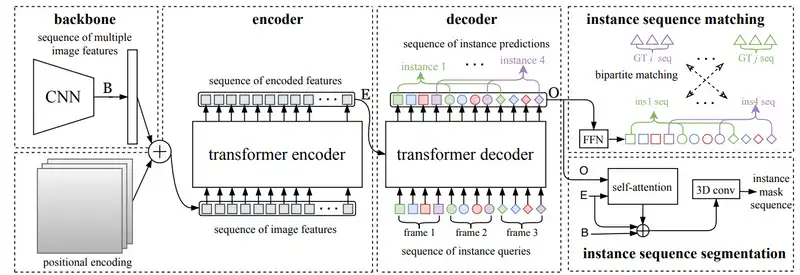 backbone
sequence of multiple
image features
CNN
B
positional encoding
encoder
sequence of encoded features
E
transformer encoder
sequence of image features
decoder
sequence of instance predictions
instance 1
instance 4
O
transformer decoder
frame 1
frame 2
frame 3
sequence of instance queries
instance sequence matching
GT i seq
GT j seq
bipartite matching
ins1 seq
ins4 seq
FFN
O
self-attention
3D conv
instance
mask
sequence
E
B
instance sequence segmentation